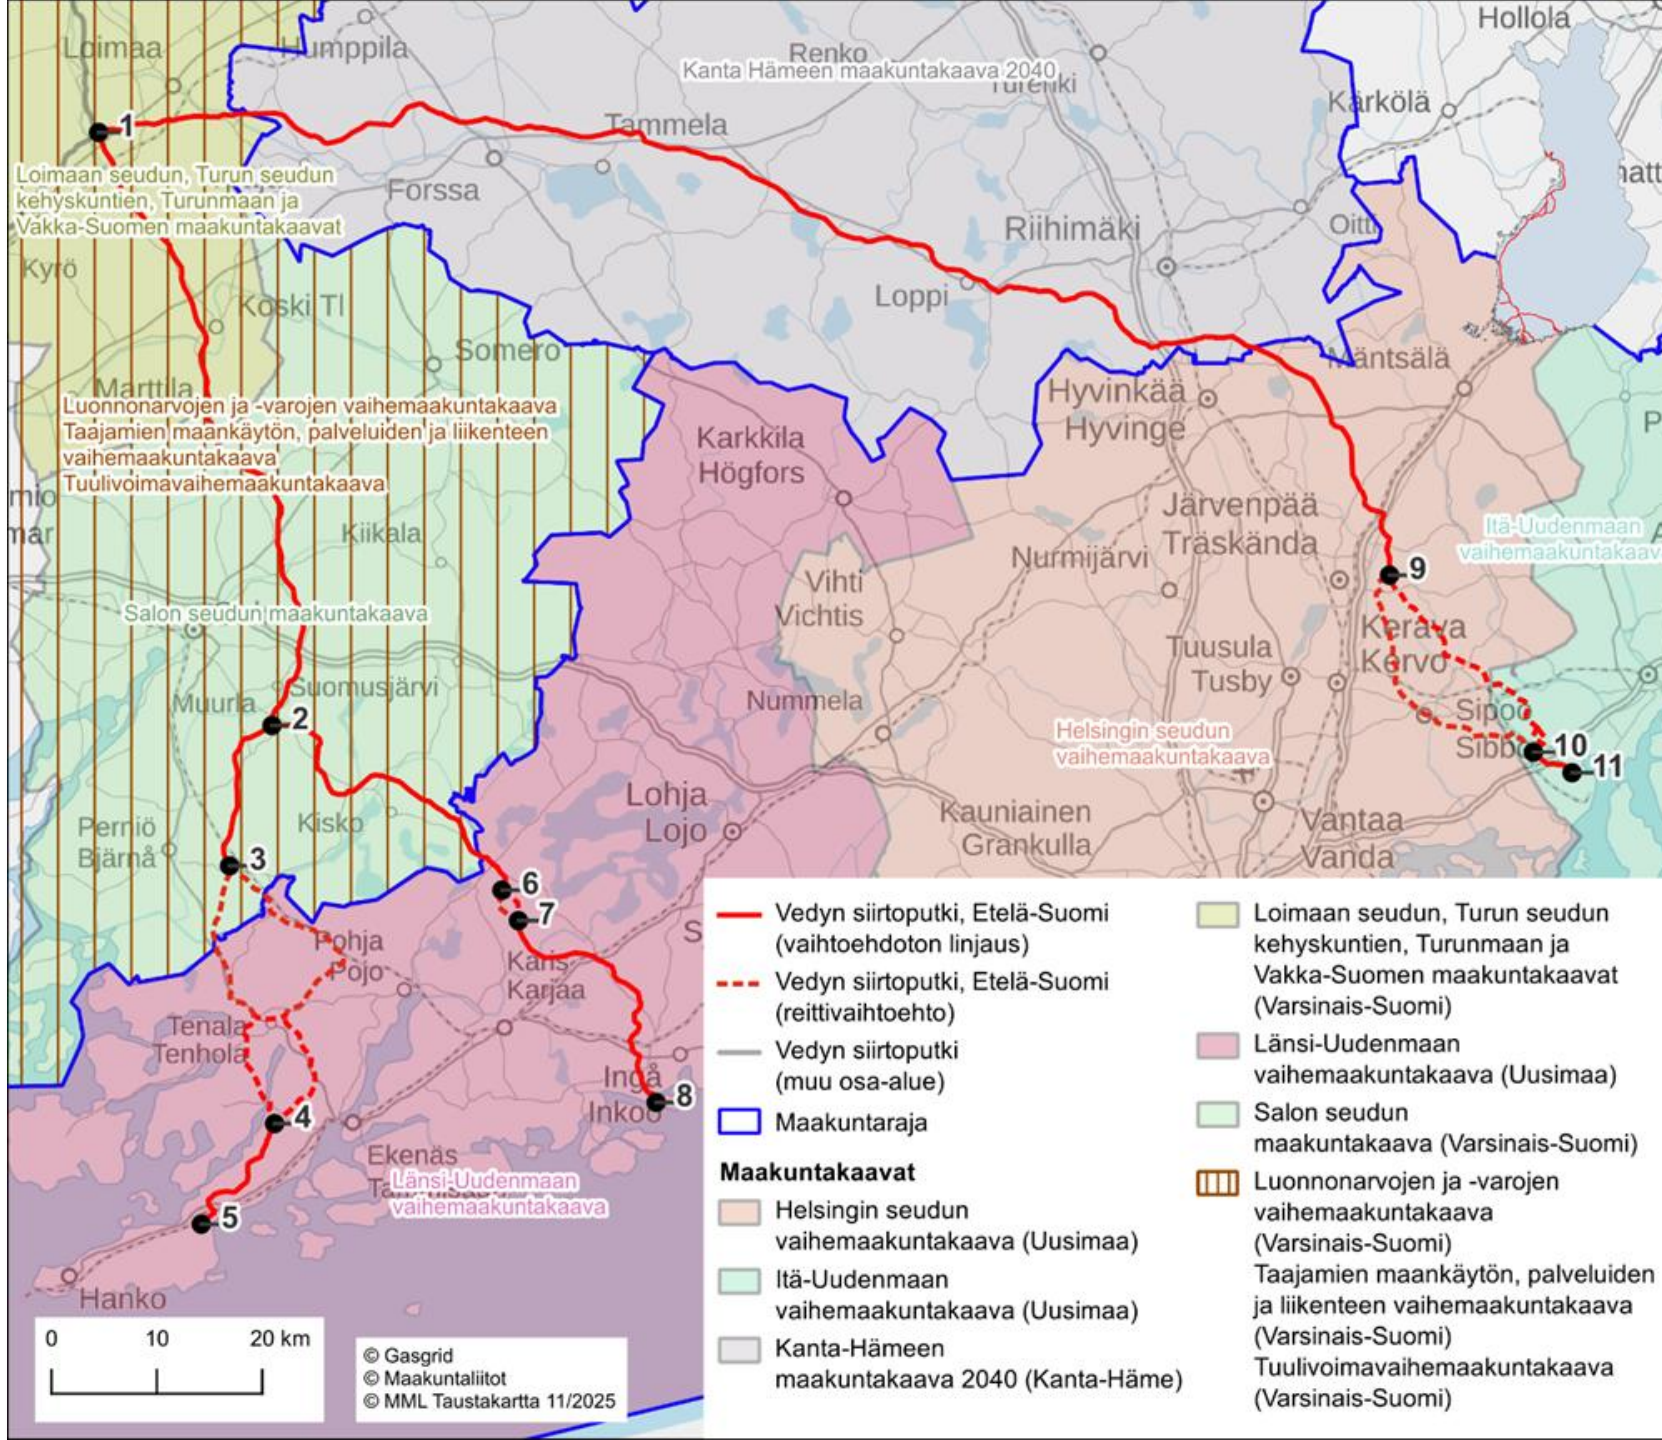 Loimaa
Humppila
Renko
Kanta Hämeen maakuntakaava 2040
Turenki
Hollola
Kärkölä
1
Tammela
Forssa
Loimaan seudun, Turun seudun
kehyskuntien, Turunmaan ja
Vakka-Suomen maakuntakaavat
Riihimäki
Oitti
Kyrö
Koski Tl
Loppi
Somero
Mäntsälä
Marttila
Hyvinkää
Hyvinge
Luonnonarvojen ja -varojen vaihemaakuntakaava
Taajamien maankäytön, palveluiden ja liikenteen
vaihemaakuntakaava
Tuulivoimavaihemaakuntakaava
Karkkila
Högfors
Järvenpää
Träskända
Kiikala
Itä-Uudenmaan
vaihemaakuntakaava
Nurmijärvi
9
Vihti
Vichtis
Salon seudun maakuntakaava
Kerava
Kervo
Tuusula
Tusby
Suomusjärvi
Muurla
Nummela
2
Sipoo
Sibbo
Helsingin seudun
vaihemaakuntakaava
10
11
Lohja
Lojo
Kisko
Kauniainen
Grankulla
Vantaa
Vanda
Perniö
Bjärnå
3
6
7
Pohja
Pojo
Karis
Karjaa
Tenala
Tenhola
Ingå
Inkoo
8
4
Ekenäs
Länsi-Uudenmaan
vaihemaakuntakaava
5
Hanko
0 10 20 km
© Gasgrid
© Maakuntaliitot
© MML Taustakartta 11/2025
Vedyn siirtoputki, Etelä-Suomi
(vaihtoehdoton linjaus)
Vedyn siirtoputki, Etelä-Suomi
(reittivaihtoehto)
Vedyn siirtoputki
(muu osa-alue)
Maakuntaraja
Maakuntakaavat
Helsingin seudun
vaihemaakuntakaava (Uusimaa)
Itä-Uudenmaan
vaihemaakuntakaava (Uusimaa)
Kanta-Hämeen
maakuntakaava 2040 (Kanta-Häme)
Loimaan seudun, Turun seudun
kehyskuntien, Turunmaan ja
Vakka-Suomen maakuntakaavat
(Varsinais-Suomi)
Länsi-Uudenmaan
vaihemaakuntakaava (Uusimaa)
Salon seudun
maakuntakaava (Varsinais-Suomi)
Luonnonarvojen ja -varojen
vaihemaakuntakaava
(Varsinais-Suomi)
Taajamien maankäytön, palveluiden
ja liikenteen vaihemaakuntakaava
(Varsinais-Suomi)
Tuulivoimavaihemaakuntakaava
(Varsinais-Suomi)